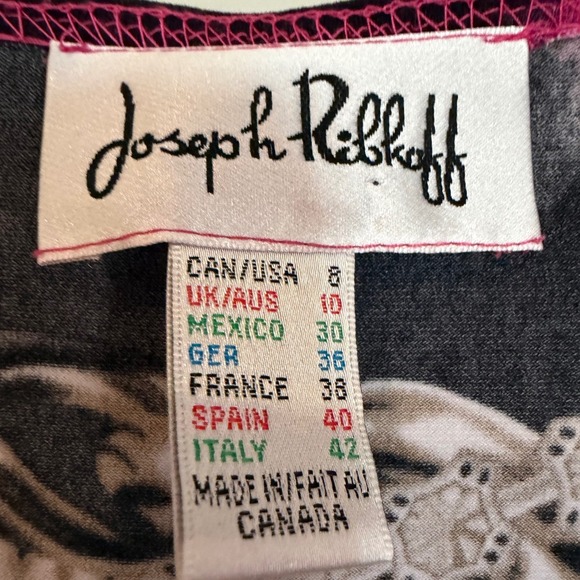 Joseph Ribkoff
CAN/USA 8
UK/AUS 10
MEXICO 30
GER 36
FRANCE 38
SPAIN 40
ITALY 42
MADE IN/FAIT AU
CANADA